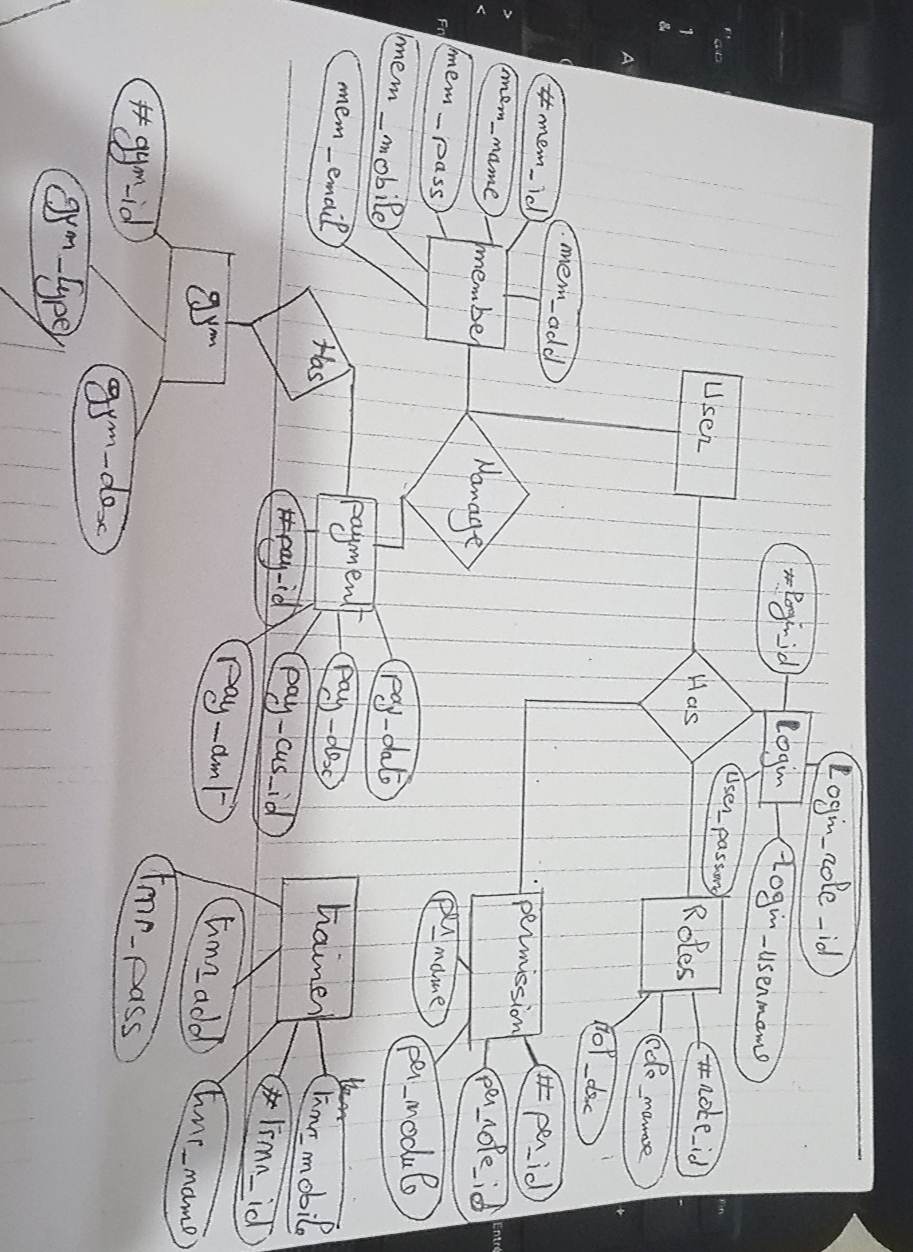 Login_role_id
#login_id
Login
Login_username
User_password
User
Has
Roles
#role_id
role_name
rol_desc
#mem_id
mem_add
mem_name
mem_pass
mem_mobile
mem_email
member
Manage
permission
#per_id
per_role_id
per_name
per_module
payment
#pay_id
pay_date
pay_desc
pay_cus_id
pay_amt
Has
gym
#gym_id
gym_type
gym_desc
trainer
trnr_mobile
#trnr_id
trnr_name
trnr_add
trnr_pass